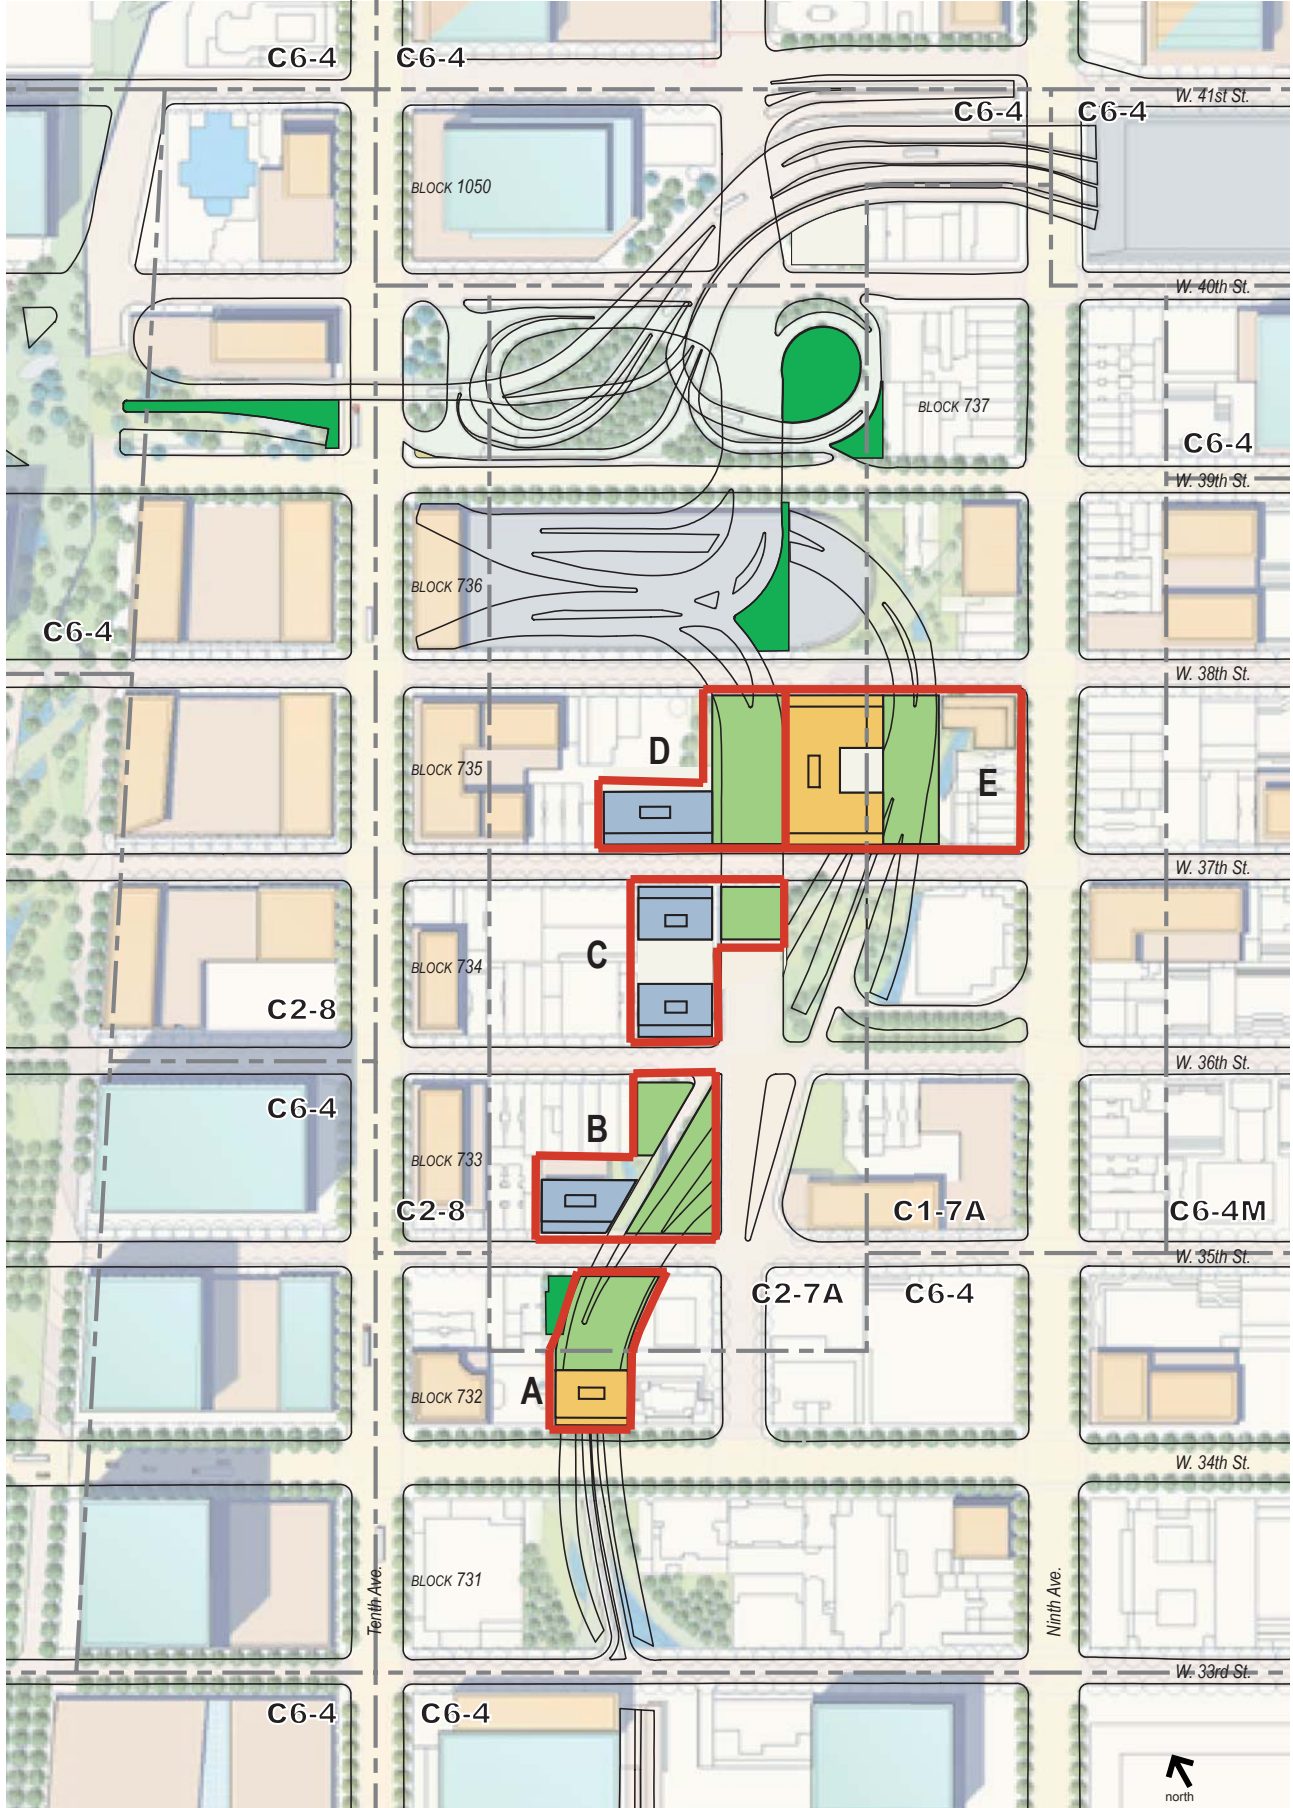 C6-4
C6-4
W. 41st St.
C6-4
C6-4
BLOCK 1050
W. 40th St.
BLOCK 737
C6-4
W. 39th St.
BLOCK 736
C6-4
W. 38th St.
D
BLOCK 735
E
W. 37th St.
C
BLOCK 734
C2-8
W. 36th St.
C6-4
B
BLOCK 733
C2-8
C1-7A
C6-4M
W. 35th St.
C2-7A
C6-4
A
BLOCK 732
W. 34th St.
BLOCK 731
Tenth Ave.
Ninth Ave.
W. 33rd St.
C6-4
C6-4
north